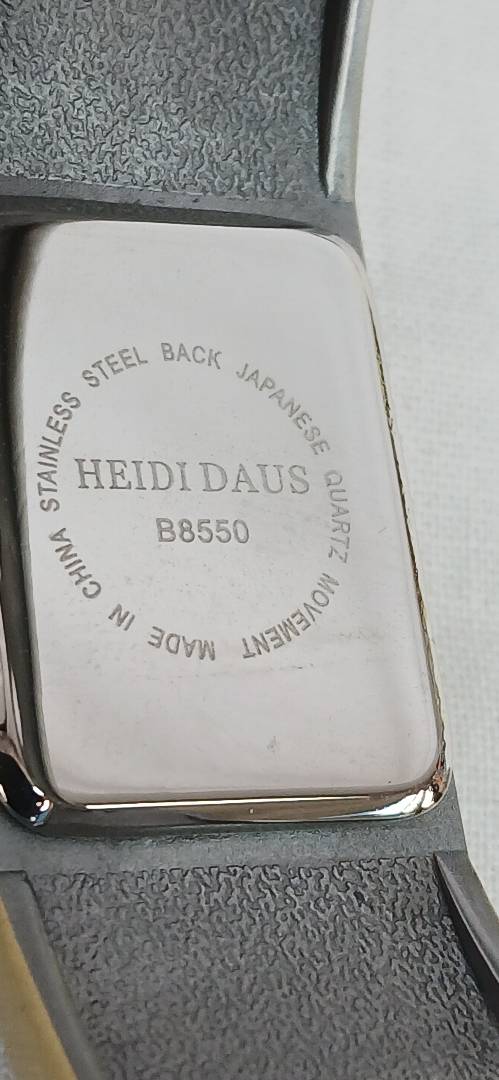 STAINLESS STEEL BACK JAPANESE QUARTZ MOVEMENT MADE IN CHINA
HEIDI DAUS
B8550